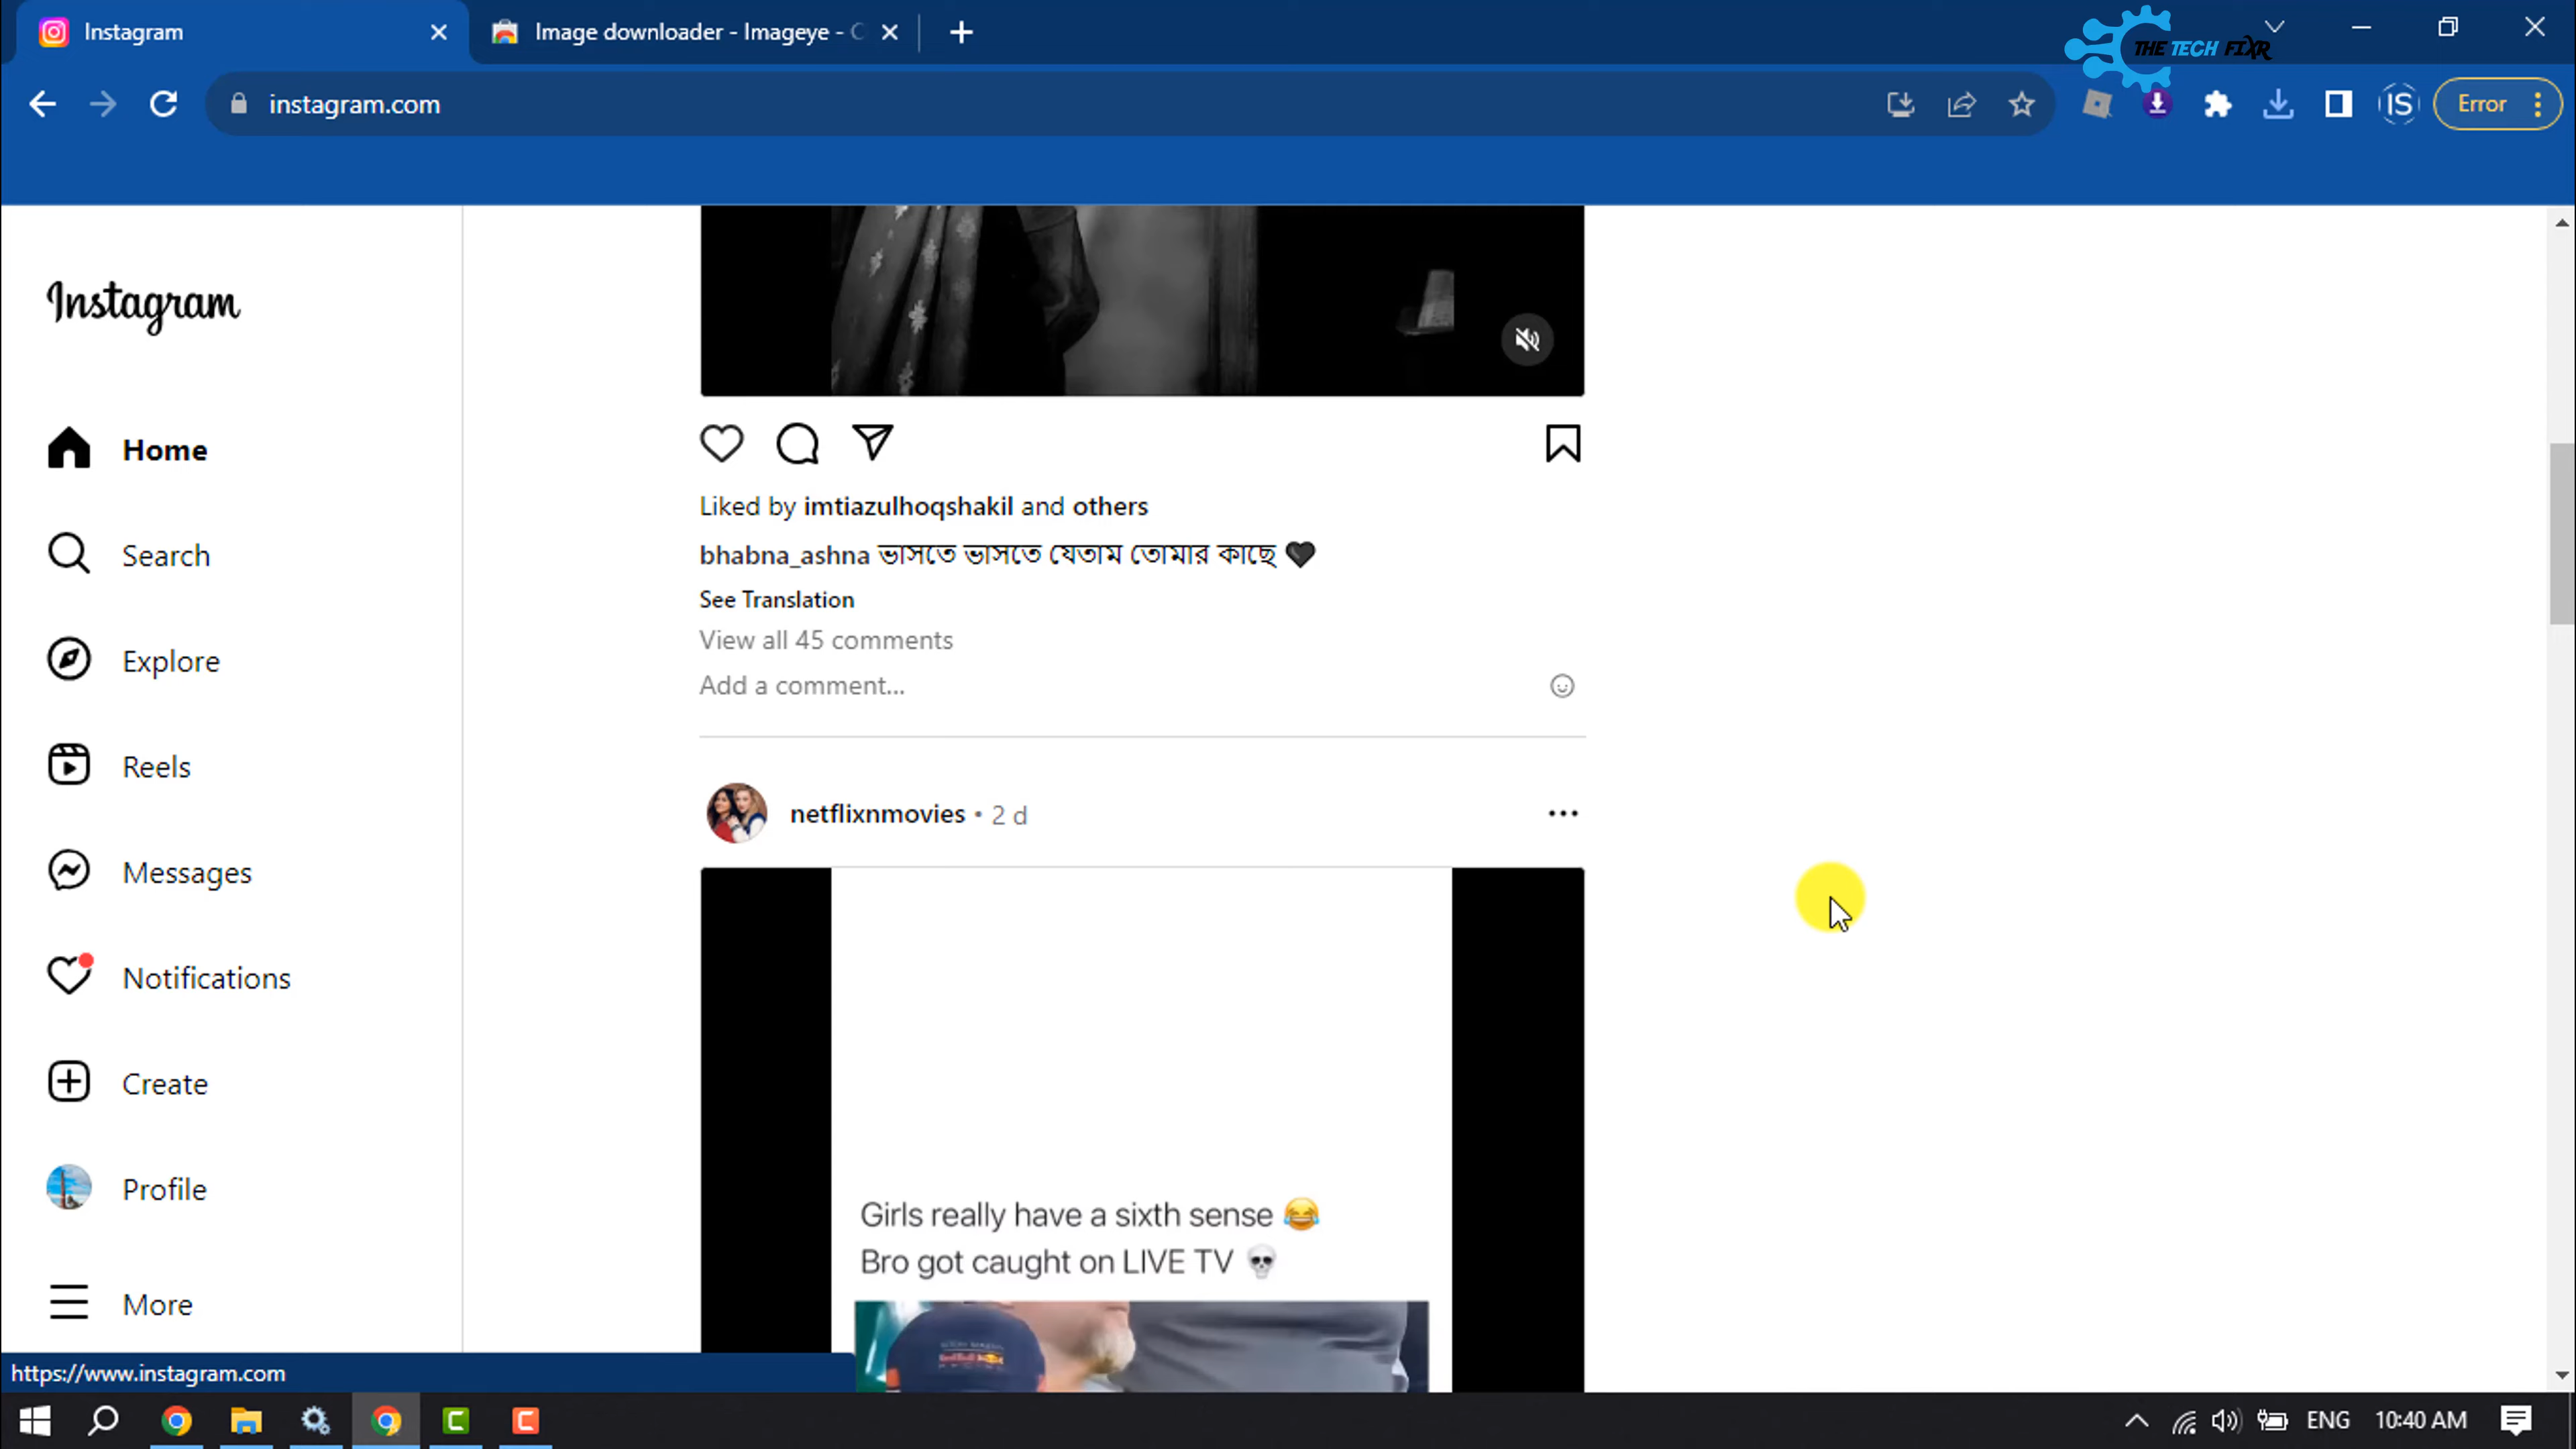 Instagram
Image downloader - Imageye - C
THE TECH FIXR
instagram.com
IS
Error
Instagram
Home
Search
Explore
Reels
Messages
Notifications
Create
Profile
More
Liked by imtiazulhoqshakil and others
bhabna_ashna ভাসতে ভাসতে যেতাম তোমার কাছে 🖤
See Translation
View all 45 comments
Add a comment...
netflixnmovies • 2 d
Girls really have a sixth sense 😂
Bro got caught on LIVE TV 💀
https://www.instagram.com
ENG
10:40 AM